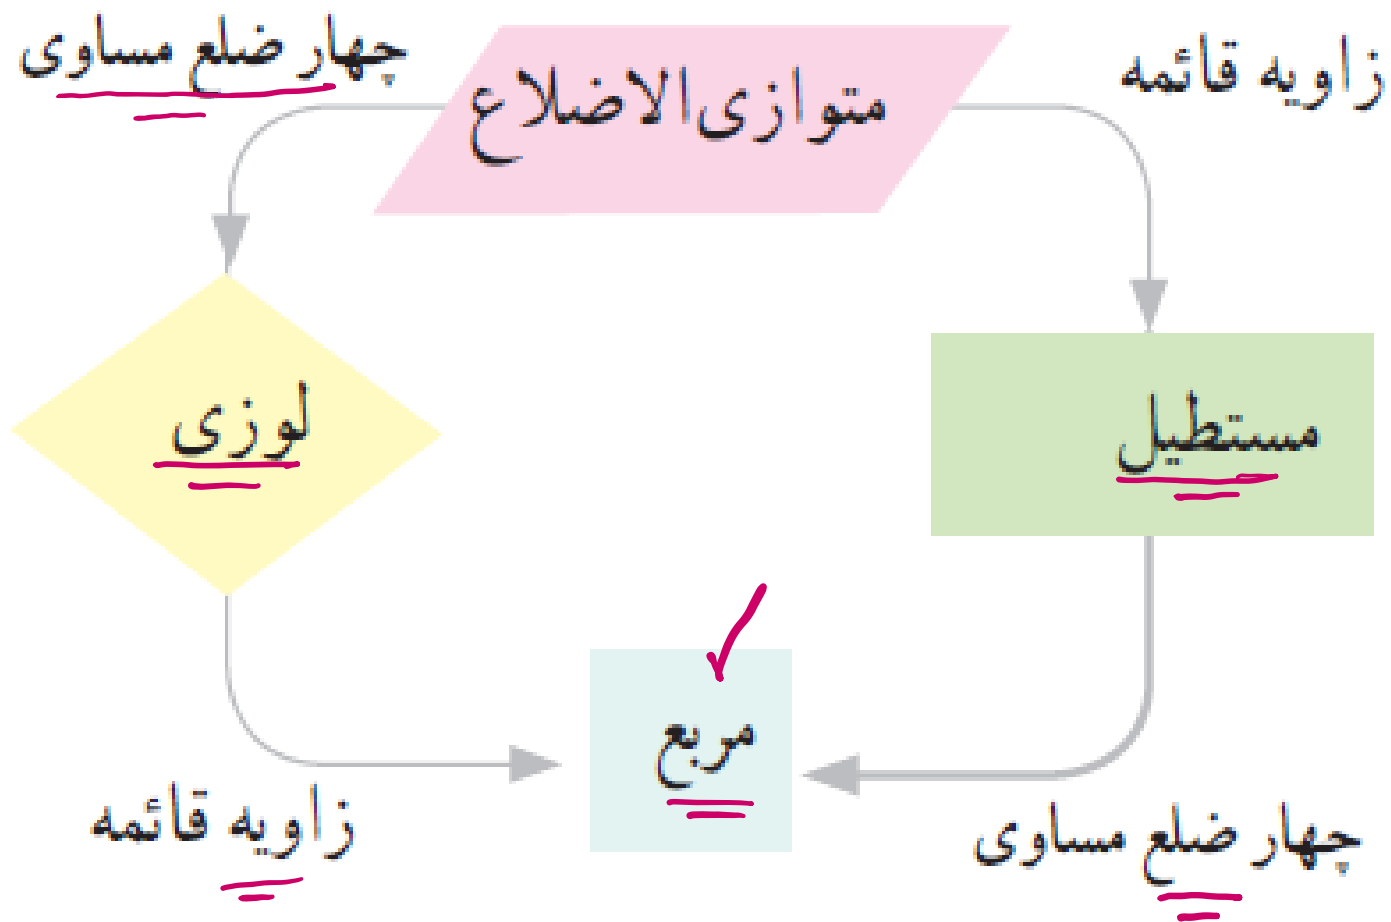 زاویه قائمه
متوازی‌الاضلاع
چهار ضلع مساوی
مستطیل
لوزی
مربع
چهار ضلع مساوی
زاویه قائمه